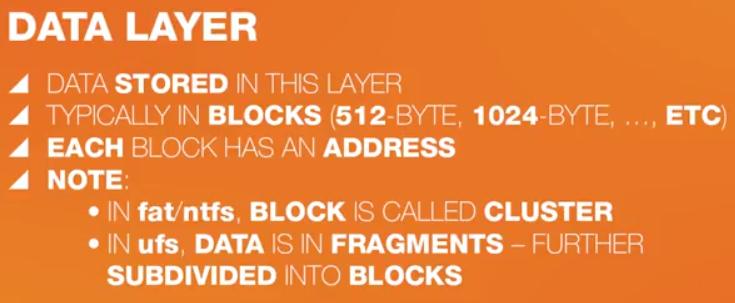 DATA LAYER
DATA STORED IN THIS LAYER
TYPICALLY IN BLOCKS (512-BYTE, 1024-BYTE, ..., ETC)
EACH BLOCK HAS AN ADDRESS
NOTE:
• IN fat/ntfs, BLOCK IS CALLED CLUSTER
• IN ufs, DATA IS IN FRAGMENTS – FURTHER
SUBDIVIDED INTO BLOCKS